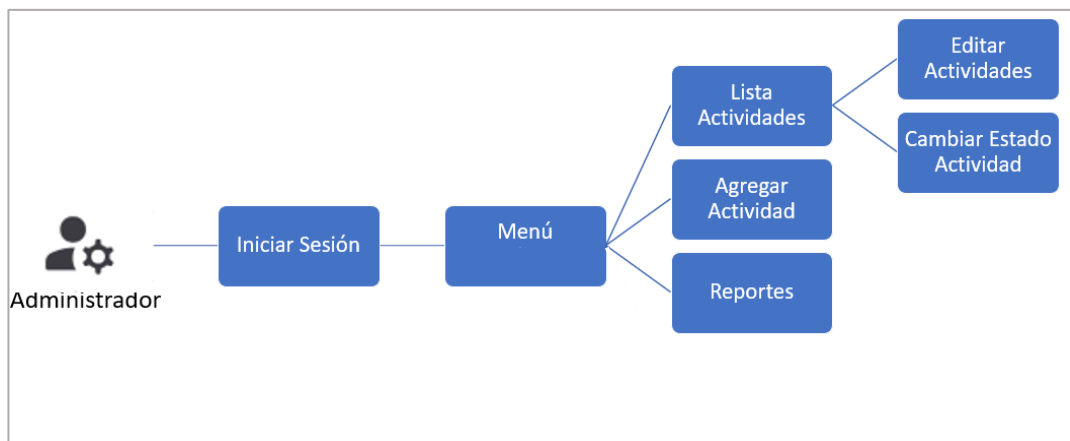 Administrador
Iniciar Sesión
Menú
Lista
Actividades
Agregar
Actividad
Reportes
Editar
Actividades
Cambiar Estado
Actividad